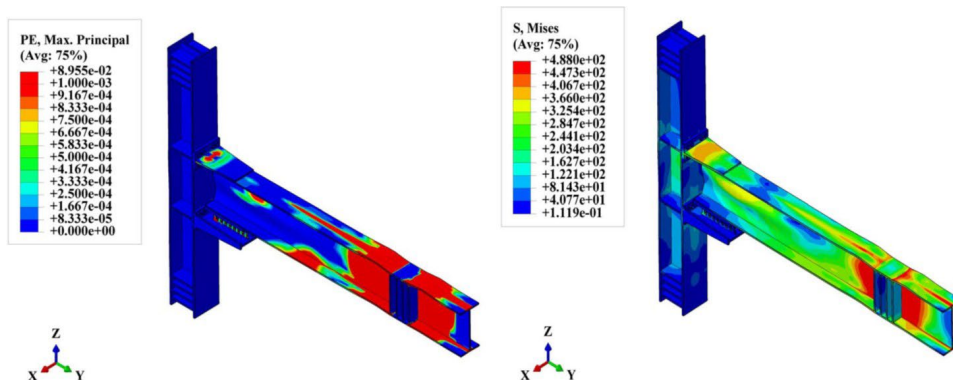 PE, Max. Principal
(Avg: 75%)
+8.955e-02
+1.000e-03
+9.167e-04
+8.333e-04
+7.500e-04
+6.667e-04
+5.833e-04
+5.000e-04
+4.167e-04
+3.333e-04
+2.500e-04
+1.667e-04
+8.333e-05
+0.000e+00
Z
X
Y
S, Mises
(Avg: 75%)
+4.880e+02
+4.473e+02
+4.067e+02
+3.660e+02
+3.254e+02
+2.847e+02
+2.441e+02
+2.034e+02
+1.627e+02
+1.221e+02
+8.143e+01
+4.077e+01
+1.119e-01
Z
X
Y